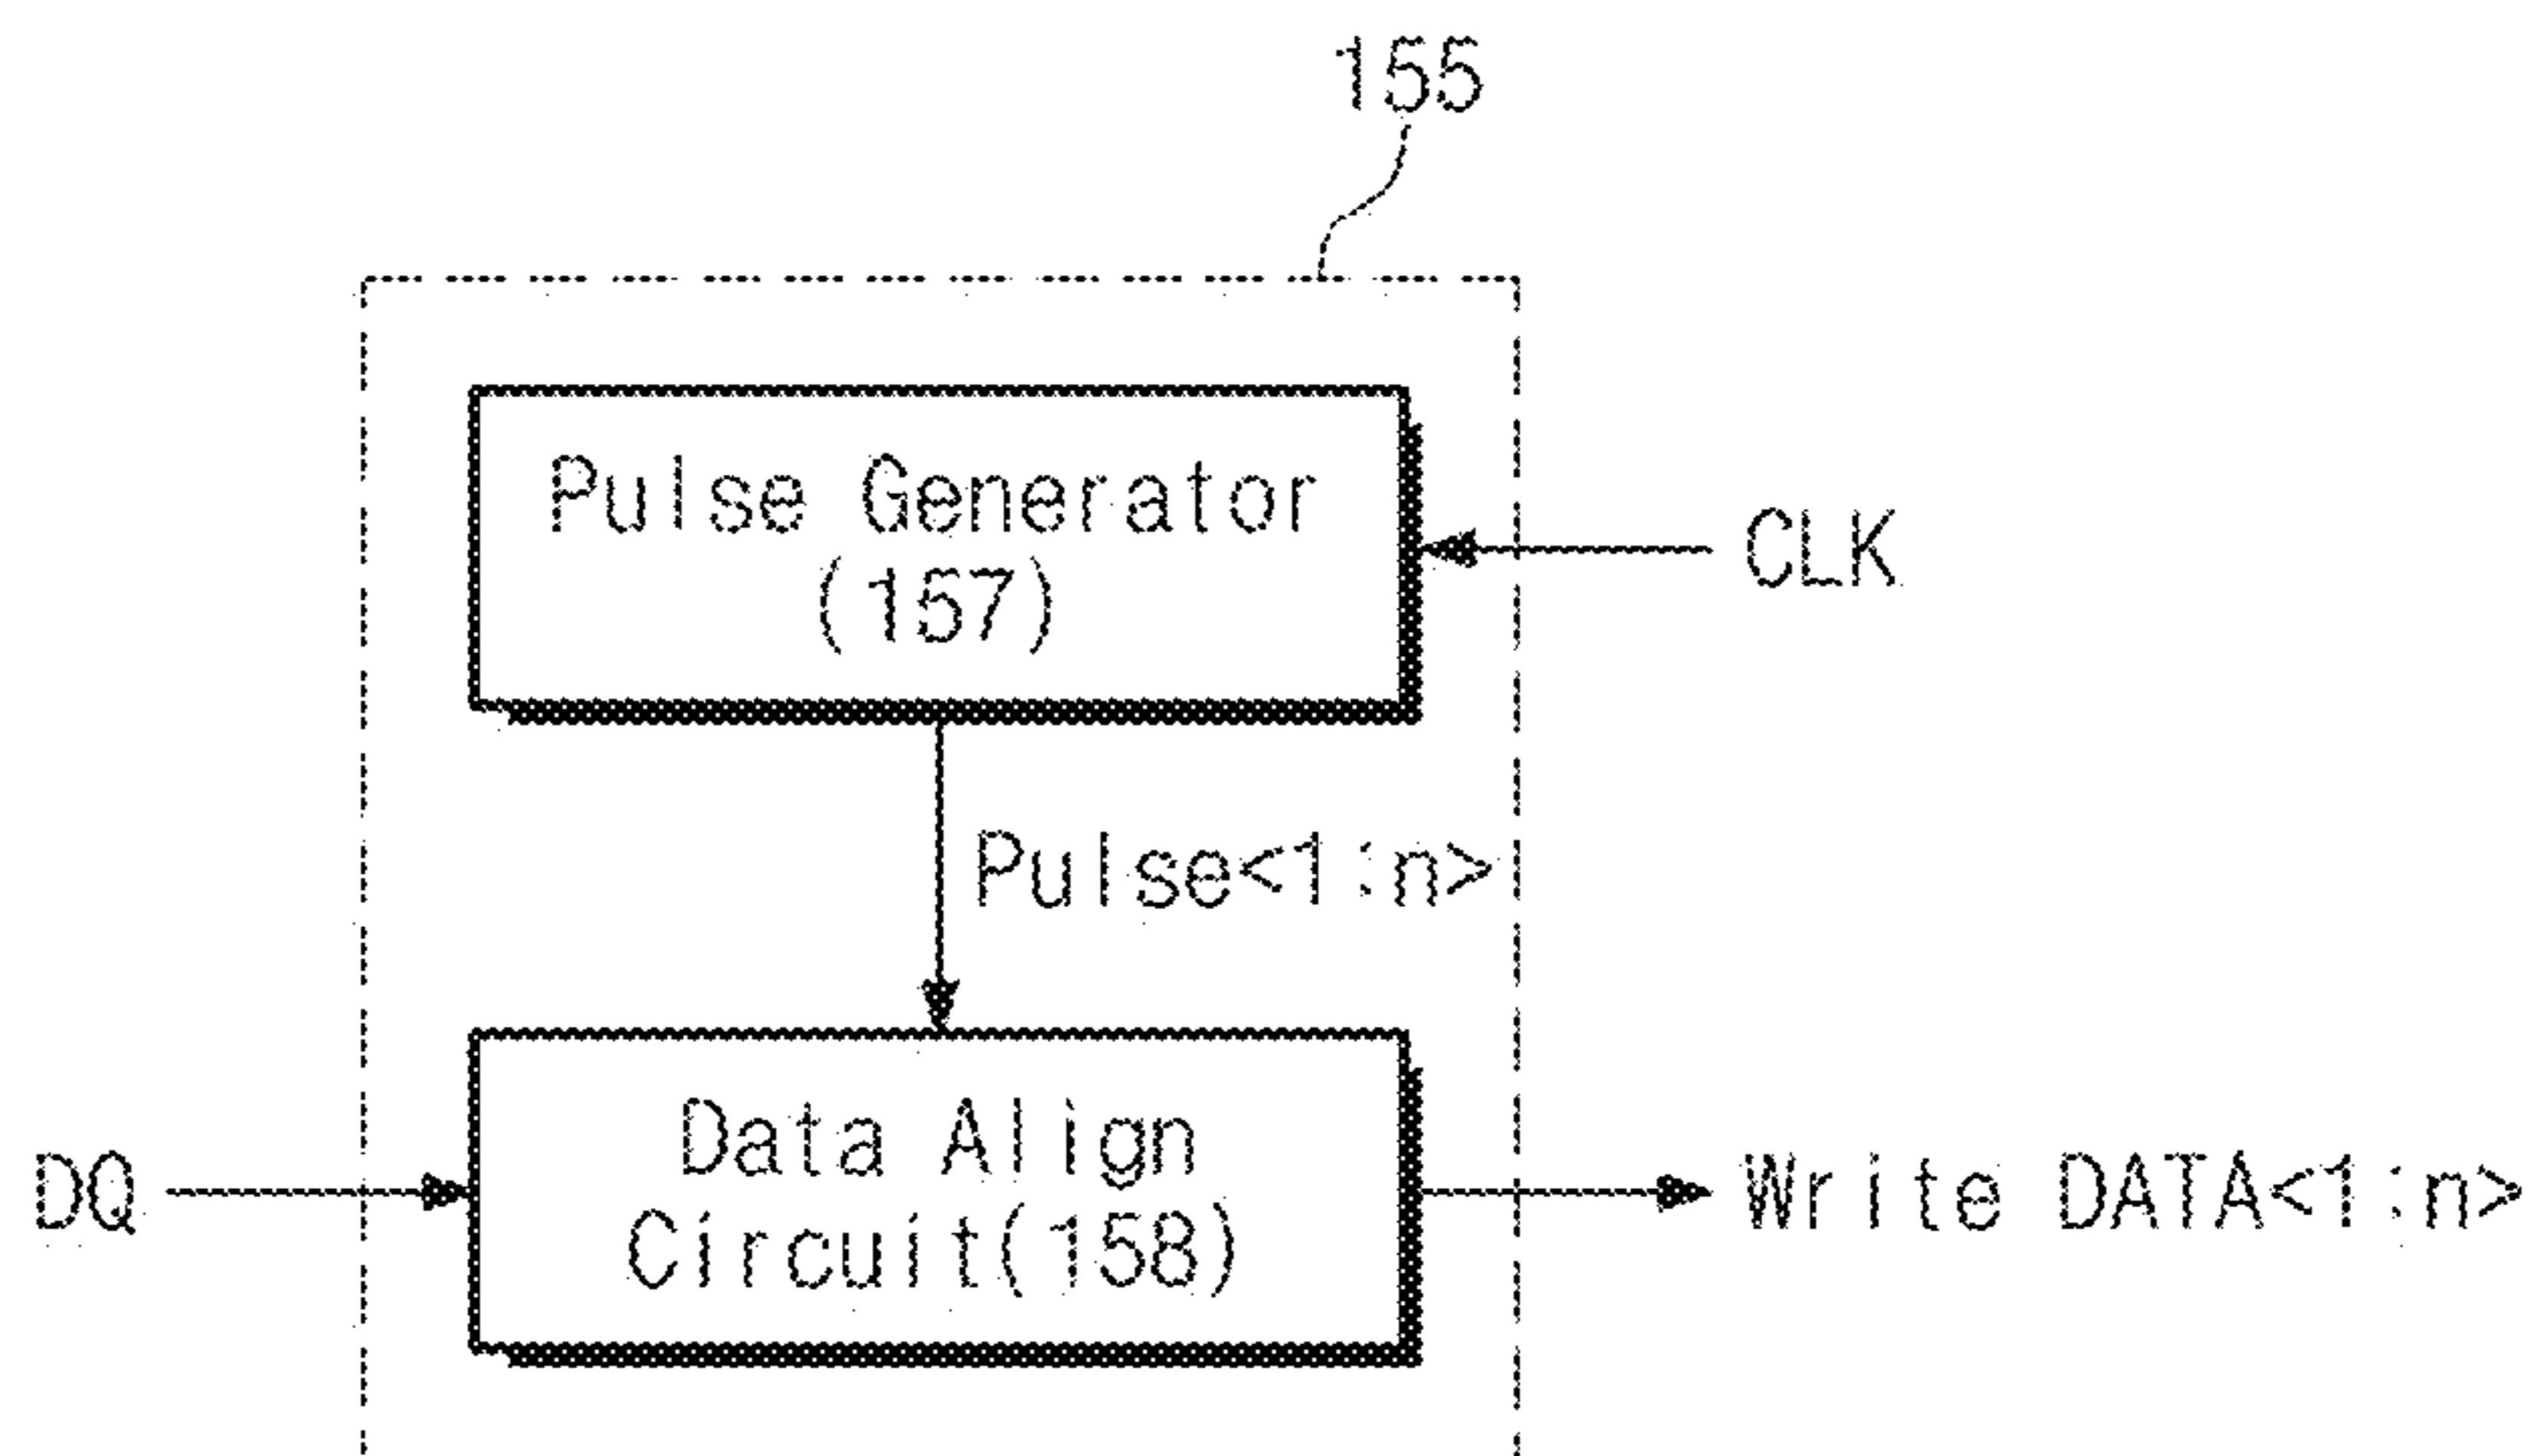 155
Pulse Generator
(157)
CLK
Pulse<1:n>
DQ
Data Align
Circuit(158)
Write DATA<1:n>